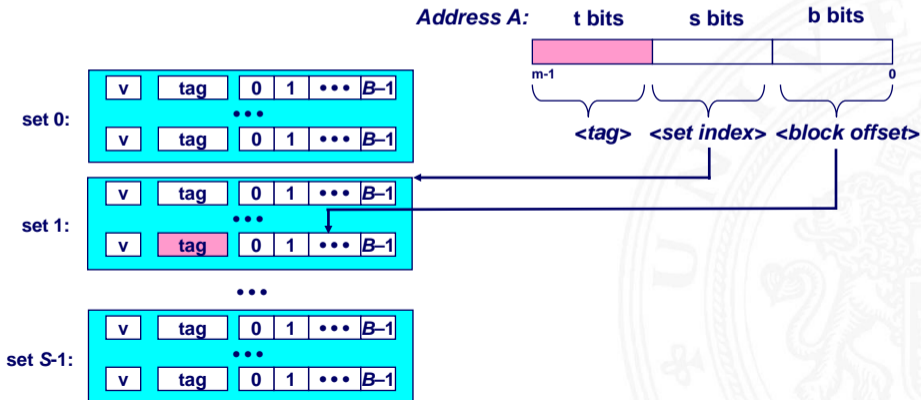 Address A: t bits s bits b bits
m-1 0
<tag> <set index> <block offset>
v tag 0 1 ••• B–1
•••
set 0:
v tag 0 1 ••• B–1
v tag 0 1 ••• B–1
•••
set 1:
v tag 0 1 ••• B–1
•••
v tag 0 1 ••• B–1
•••
set S-1:
v tag 0 1 ••• B–1